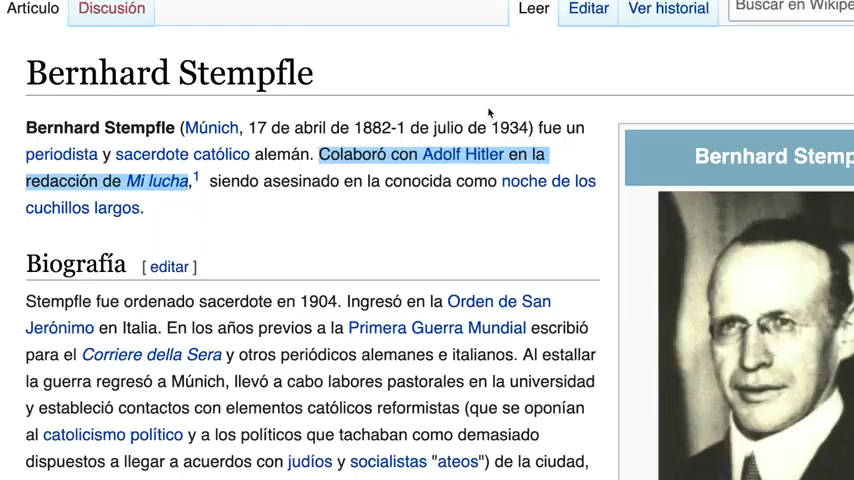 Artículo Discusión Leer Editar Ver historial Buscar en Wikipe
Bernhard Stempfle
Bernhard Stempfle (Múnich, 17 de abril de 1882-1 de julio de 1934) fue un
periodista y sacerdote católico alemán. Colaboró con Adolf Hitler en la
redacción de Mi lucha,1 siendo asesinado en la conocida como noche de los
cuchillos largos.
Bernhard Stemp
Biografía [ editar ]
Stempfle fue ordenado sacerdote en 1904. Ingresó en la Orden de San
Jerónimo en Italia. En los años previos a la Primera Guerra Mundial escribió
para el Corriere della Sera y otros periódicos alemanes e italianos. Al estallar
la guerra regresó a Múnich, llevó a cabo labores pastorales en la universidad
y estableció contactos con elementos católicos reformistas (que se oponían
al catolicismo político y a los políticos que tachaban como demasiado
dispuestos a llegar a acuerdos con judíos y socialistas "ateos") de la ciudad,